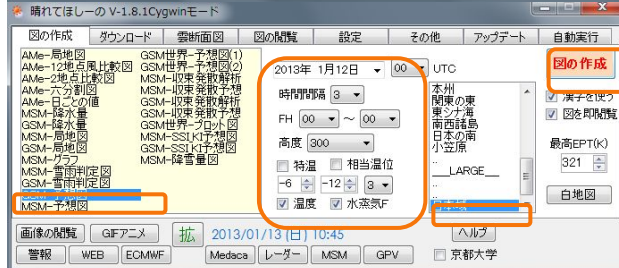 晴れてほしーの V-1.8.1Cygwinモード
図の作成 ダウンロード 雲断面図 図の閲覧 設定 その他 アップデート 自動実行
AMe-局地図 GSM世界-予想図(1)
AMe-12地点風比較図 GSM世界-予想図(2)
AMe-2地点比較図 MSM-収束発散解析
AMe-六分割図 MSM-収束発散予想
AMe-日ごとの値 GSM-収束発散解析
MSM-降水量 GSM-収束発散予想
GSM-降水量 GSM世界-プロット図
MSM-局地図 MSM-SSI,KI予想図
GSM-局地図 GSM-SSI,KI予想図
MSM-グラフ MSM-降雪量図
MSM-雪雨判定図
GSM-雪雨判定図
MSM-予想図
2013年 1月12日 00 UTC
時間間隔 3
FH 00 ~ 00
高度 300
特温 相当温位
-6 -12 3
温度 水蒸気F
本州
関東の東
東シナ海
南西諸島
日本の南
小笠原
..
__LARGE__
..
図の作成
漢字を使う
図を即閲覧
最高EPT(K)
321
白地図
画像の閲覧 GIFアニメ 拡 2013/01/13 (日) 10:45 ヘルプ
警報 WEB ECMWF Medaca レーダー MSM GPV 京都大学